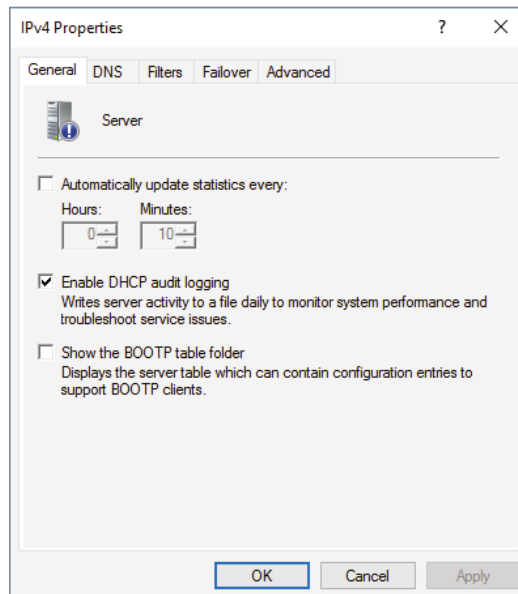 IPv4 Properties ? ×
General DNS Filters Failover Advanced
Server
Automatically update statistics every:
Hours: Minutes:
0 10
Enable DHCP audit logging
Writes server activity to a file daily to monitor system performance and
troubleshoot service issues.
Show the BOOTP table folder
Displays the server table which can contain configuration entries to
support BOOTP clients.
OK Cancel Apply